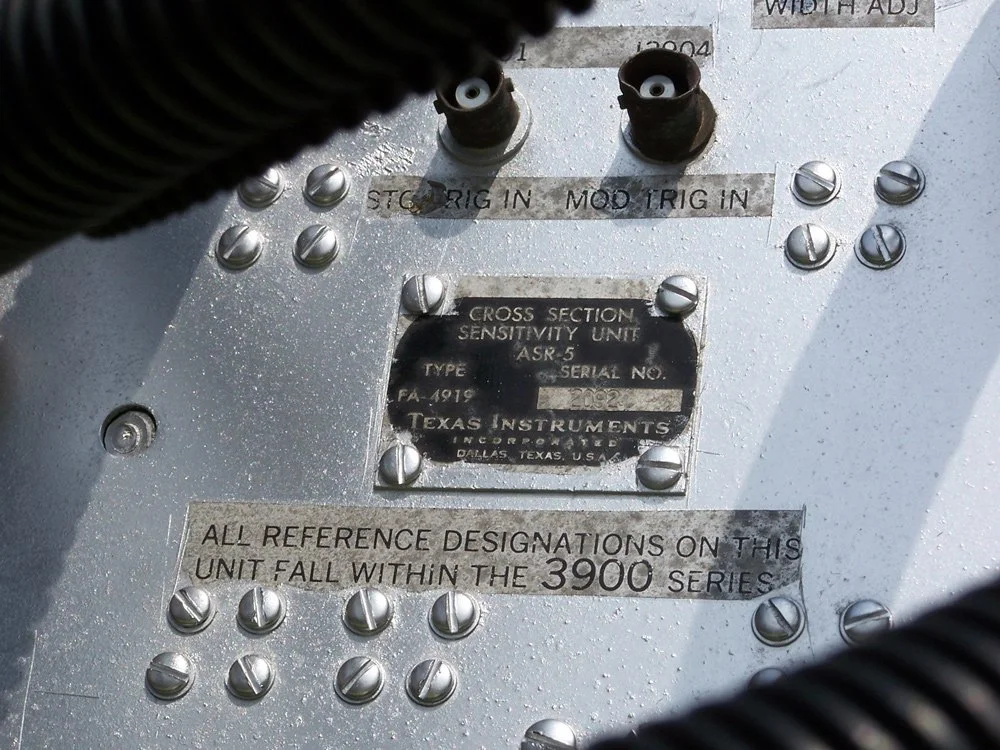 WIDTH ADJ
J3904
STC TRIG IN MOD TRIG IN
CROSS SECTION
SENSITIVITY UNIT
ASR-5
TYPE SERIAL NO.
FA-4919 2092
TEXAS INSTRUMENTS
INCORPORATED
DALLAS, TEXAS, U.S.A.
ALL REFERENCE DESIGNATIONS ON THIS
UNIT FALL WITHIN THE 3900 SERIES